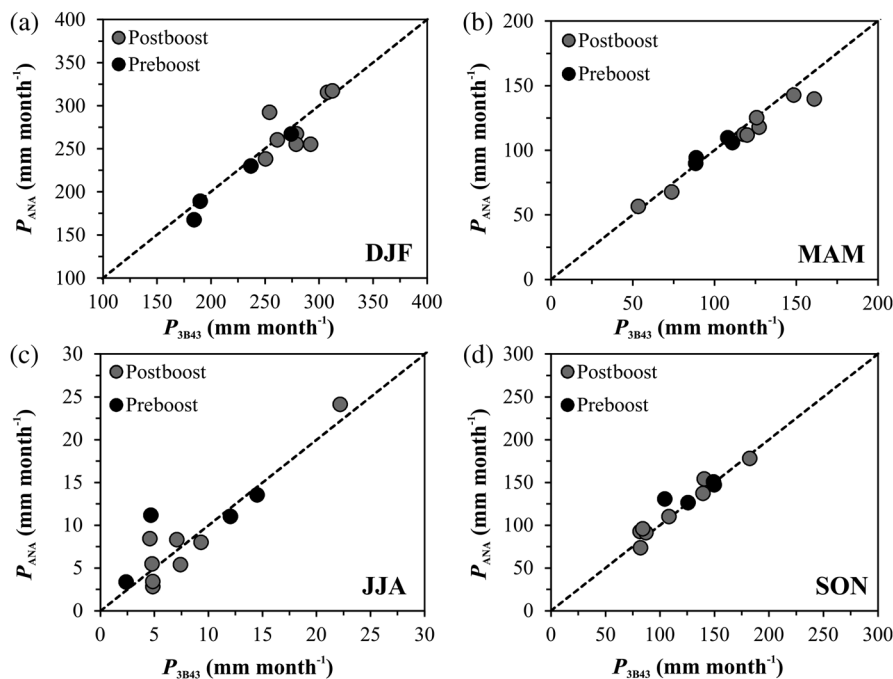 (a)
400
350
300
250
200
150
100
P_ANA (mm month⁻¹)
Postboost
Preboost
DJF
100 150 200 250 300 350 400
P_3B43 (mm month⁻¹)
(b)
200
150
100
50
0
P_ANA (mm month⁻¹)
Postboost
Preboost
MAM
0 50 100 150 200
P_3B43 (mm month⁻¹)
(c)
30
25
20
15
10
5
0
P_ANA (mm month⁻¹)
Postboost
Preboost
JJA
0 5 10 15 20 25 30
P_3B43 (mm month⁻¹)
(d)
300
250
200
150
100
50
0
P_ANA (mm month⁻¹)
Postboost
Preboost
SON
0 50 100 150 200 250 300
P_3B43 (mm month⁻¹)